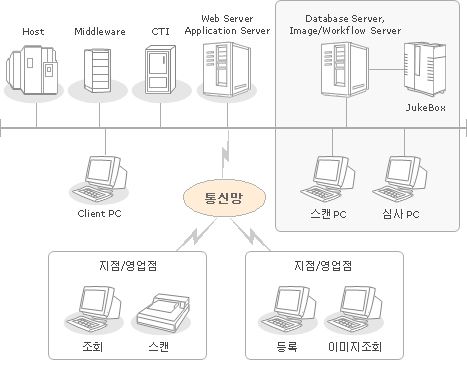 Host
Middleware
CTI
Web Server
Application Server
Database Server,
Image/Workflow Server
JukeBox
Client PC
통신망
스캔 PC
심사 PC
지점/영업점
조회
스캔
지점/영업점
등록
이미지조회